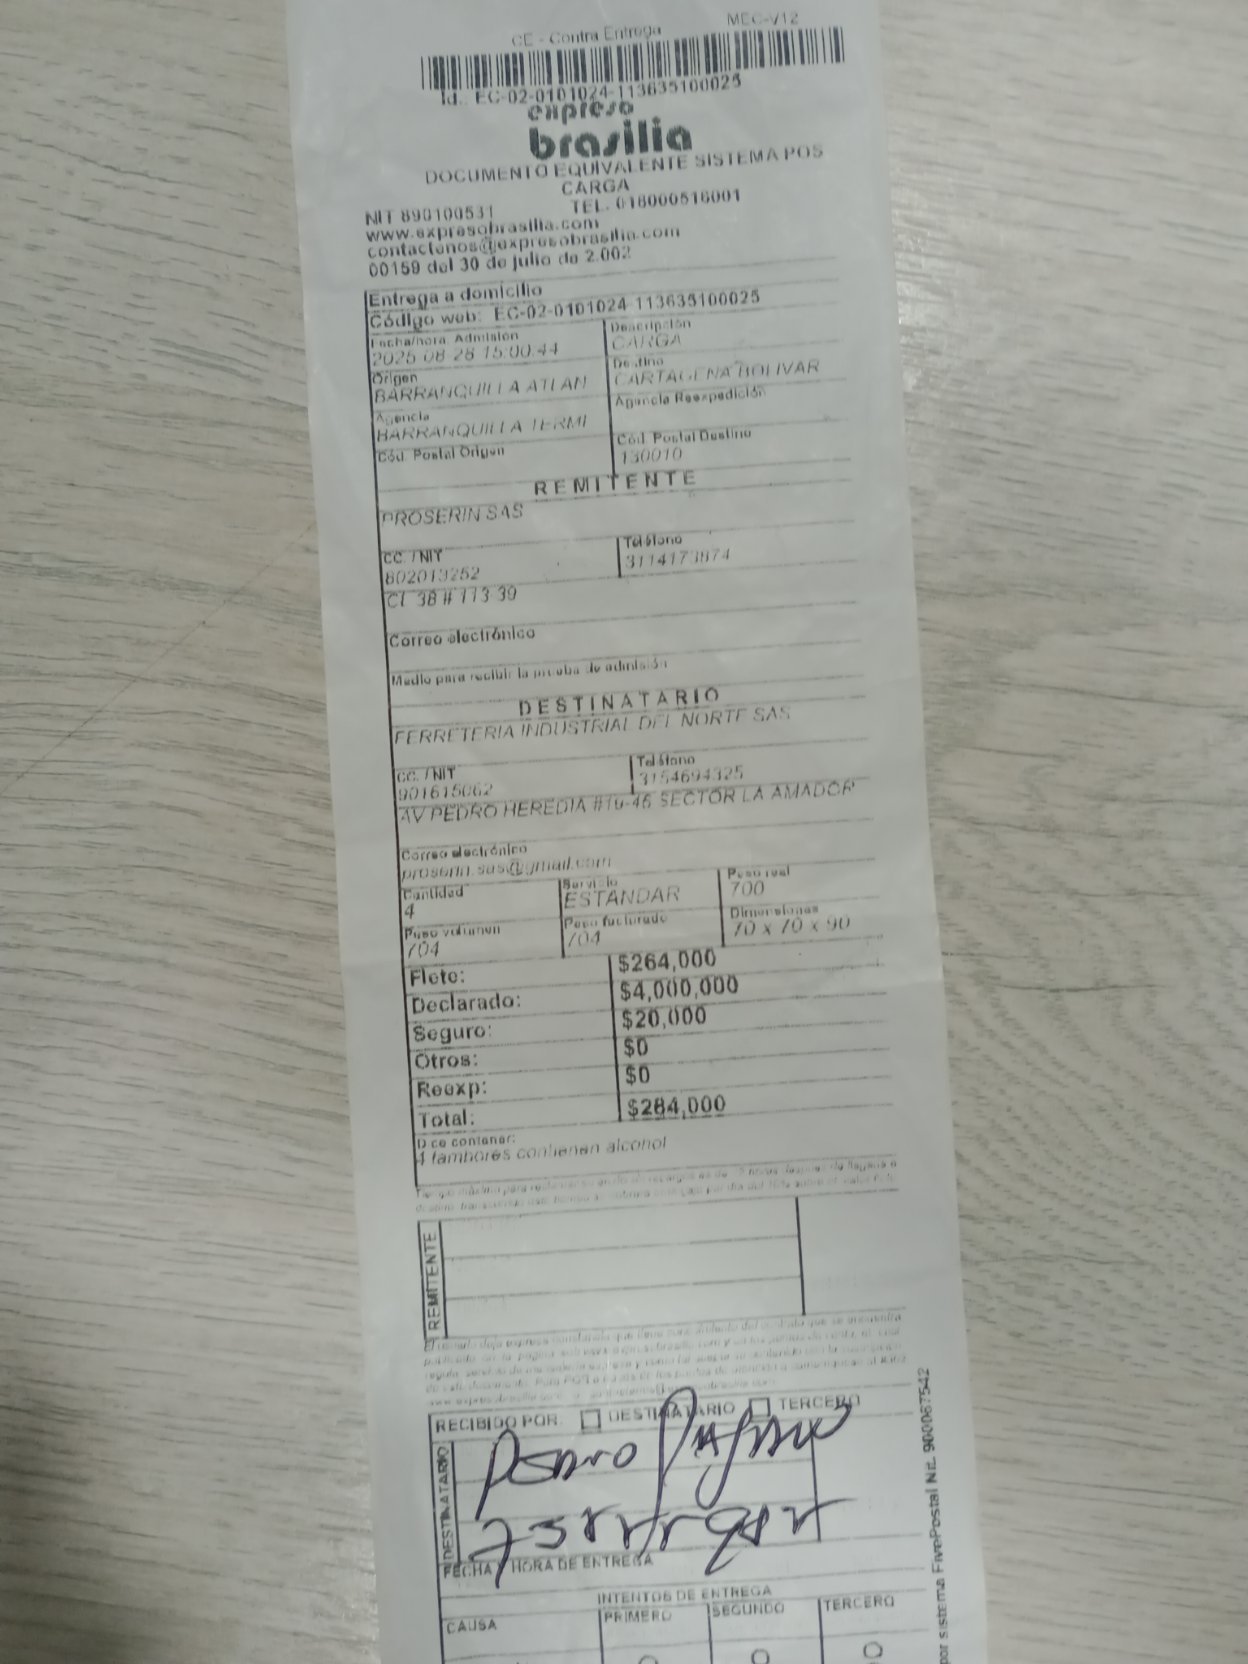 CE - Contra Entrega
MEC-V12
Id.: EC-02-0101024-113635100025
expreso
brasilia
DOCUMENTO EQUIVALENTE SISTEMA POS
CARGA
NIT 890100531 TEL. 018000516001
www.expresobrasilia.com
contactenos@expresobrasilia.com
00159 del 30 de julio de 2.002
Entrega a domicilio
Código web: EC-02-0101024-113635100025
Fecha/hora Admisión Descripción
2025-08-28 15:00:44 CARGA
Origen Destino
BARRANQUILLA ATLAN CARTAGENA BOLIVAR
Agencia Agencia Reexpedición
BARRANQUILLA TERMI
Cód. Postal Origen Cód. Postal Destino
130010
REMITENTE
PROSERIN SAS
CC. / NIT Teléfono
802013252 3114173874
CL 38 # 113 39
Correo electrónico
Medio para recibir la prueba de admisión
DESTINATARIO
FERRETERIA INDUSTRIAL DEL NORTE SAS
CC. / NIT Teléfono
901615062 3154694325
AV PEDRO HEREDIA #19-46 SECTOR LA AMADOR
Correo electrónico
proserin.sas@gmail.com
Cantidad Servicio Peso real
4 ESTANDAR 700
Peso volumen Peso facturado Dimensiones
704 704 70 x 70 x 90
Flete: $264,000
Declarado: $4,000,000
Seguro: $20,000
Otros: $0
Reexp: $0
Total: $284,000
Dice contener:
4 tambores contienen alcohol
REMITENTE
RECIBIDO POR: DESTINATARIO TERCERO
DESTINATARIO
Pedro
FECHA Y HORA DE ENTREGA
INTENTOS DE ENTREGA
CAUSA PRIMERO SEGUNDO TERCERO
por sistema FivePostal Nit. 900067542